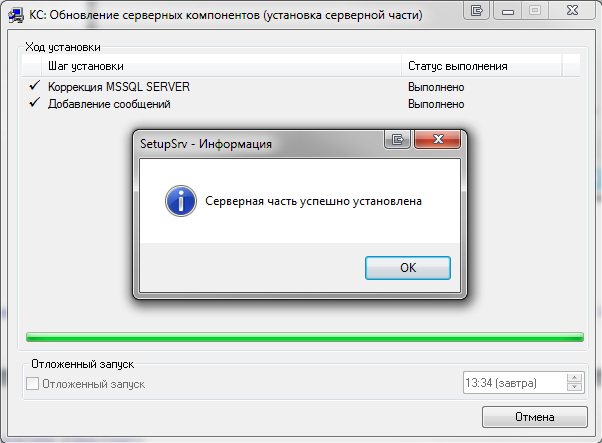 КС: Обновление серверных компонентов (установка серверной части)
Ход установки
Шаг установки Статус выполнения
Коррекция MSSQL SERVER Выполнено
Добавление сообщений Выполнено
SetupSrv - Информация
Серверная часть успешно установлена
OK
Отложенный запуск
Отложенный запуск 13:34 (завтра)
Отмена